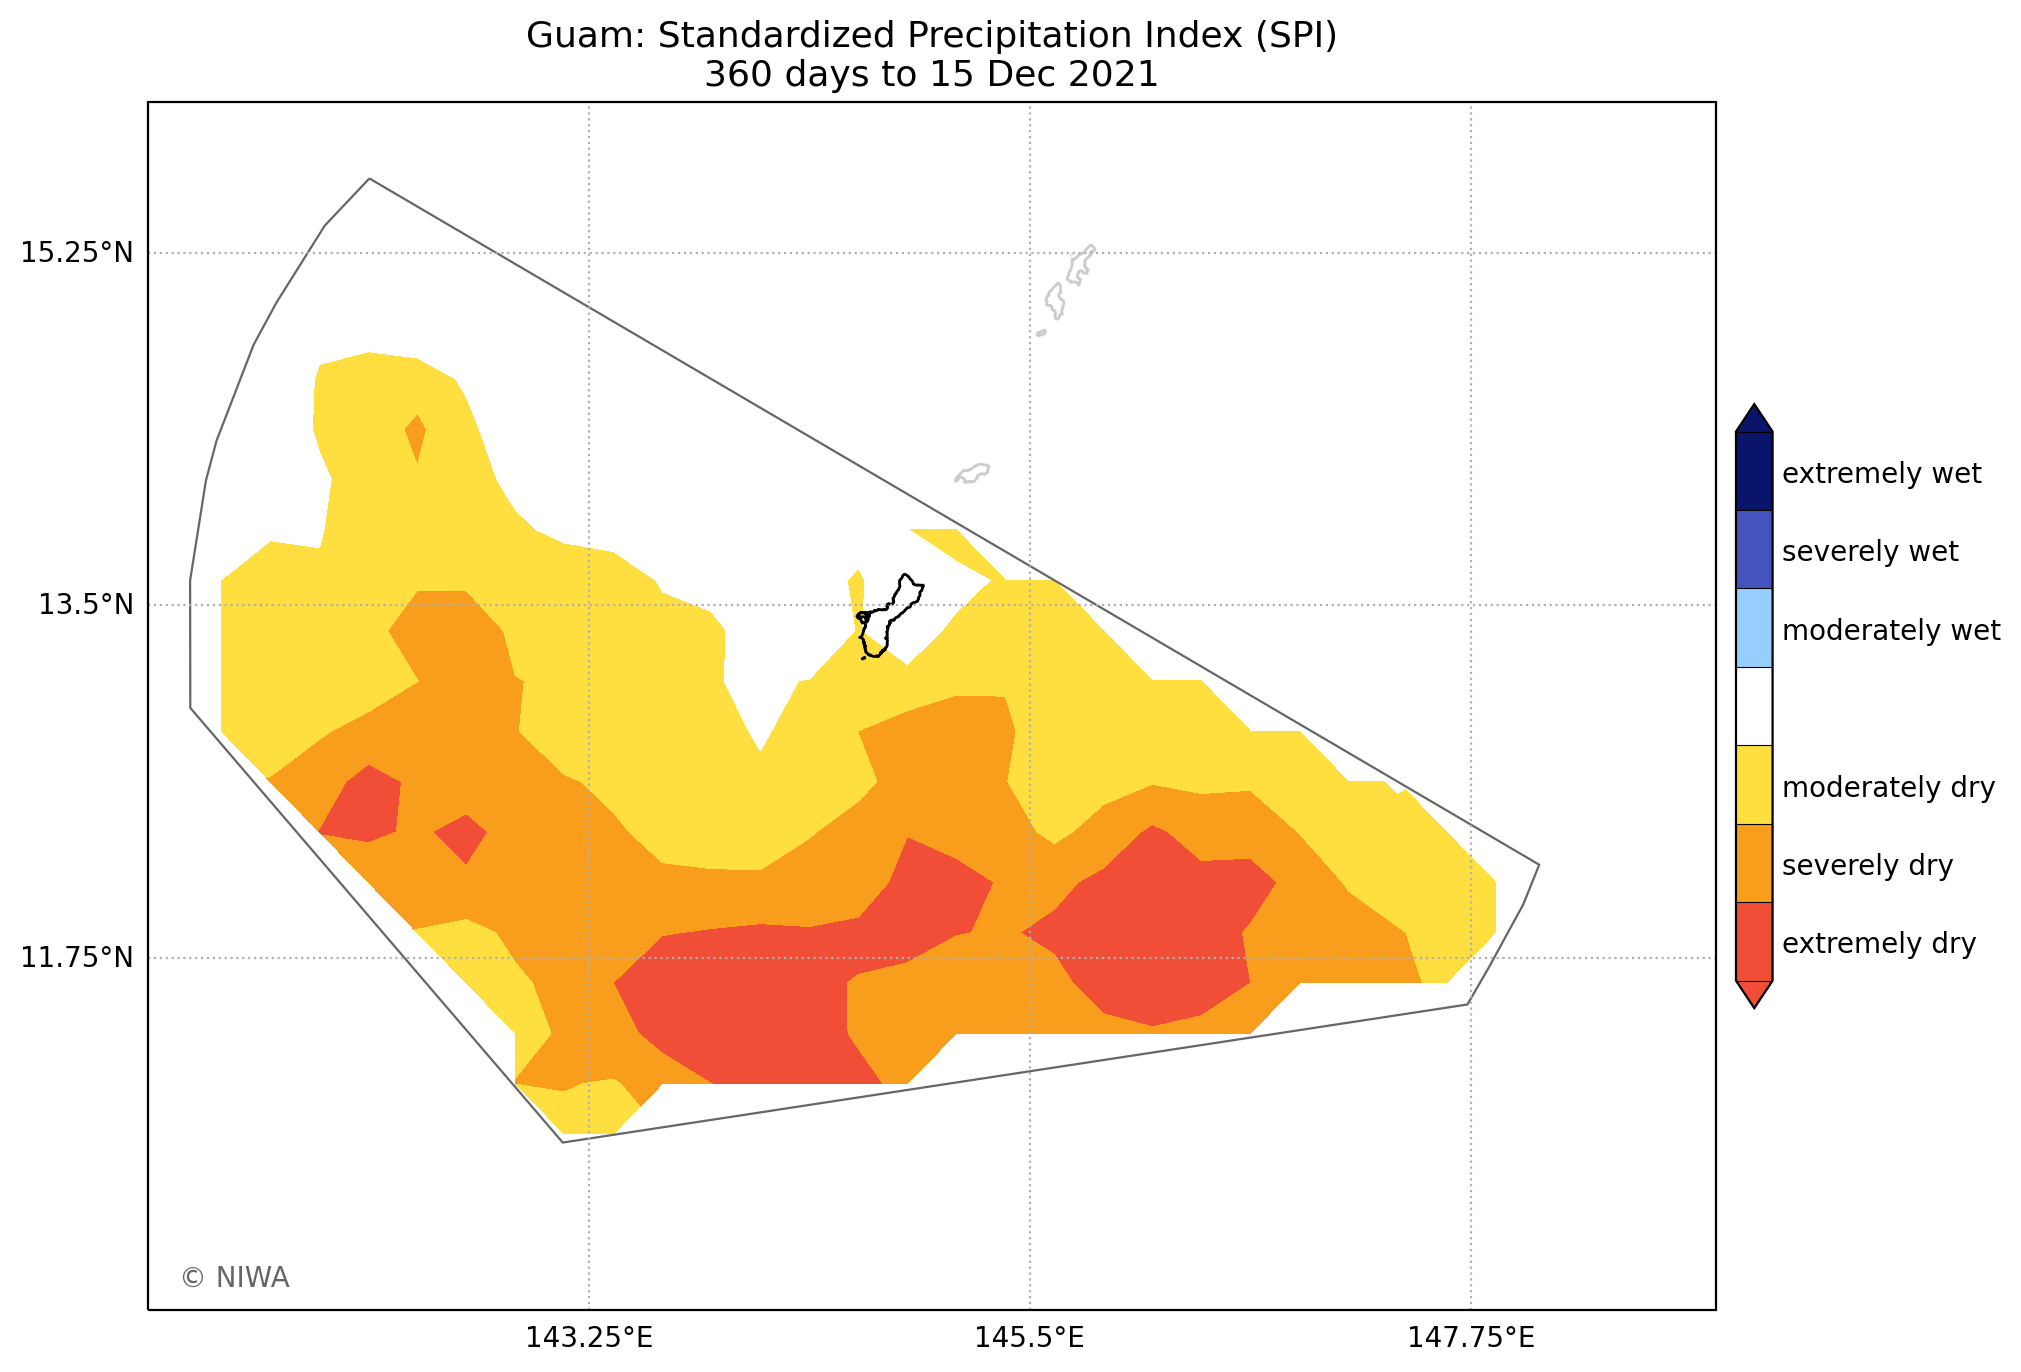 Guam: Standardized Precipitation Index (SPI)
360 days to 15 Dec 2021
15.25°N
13.5°N
11.75°N
143.25°E
145.5°E
147.75°E
extremely wet
severely wet
moderately wet
moderately dry
severely dry
extremely dry
© NIWA